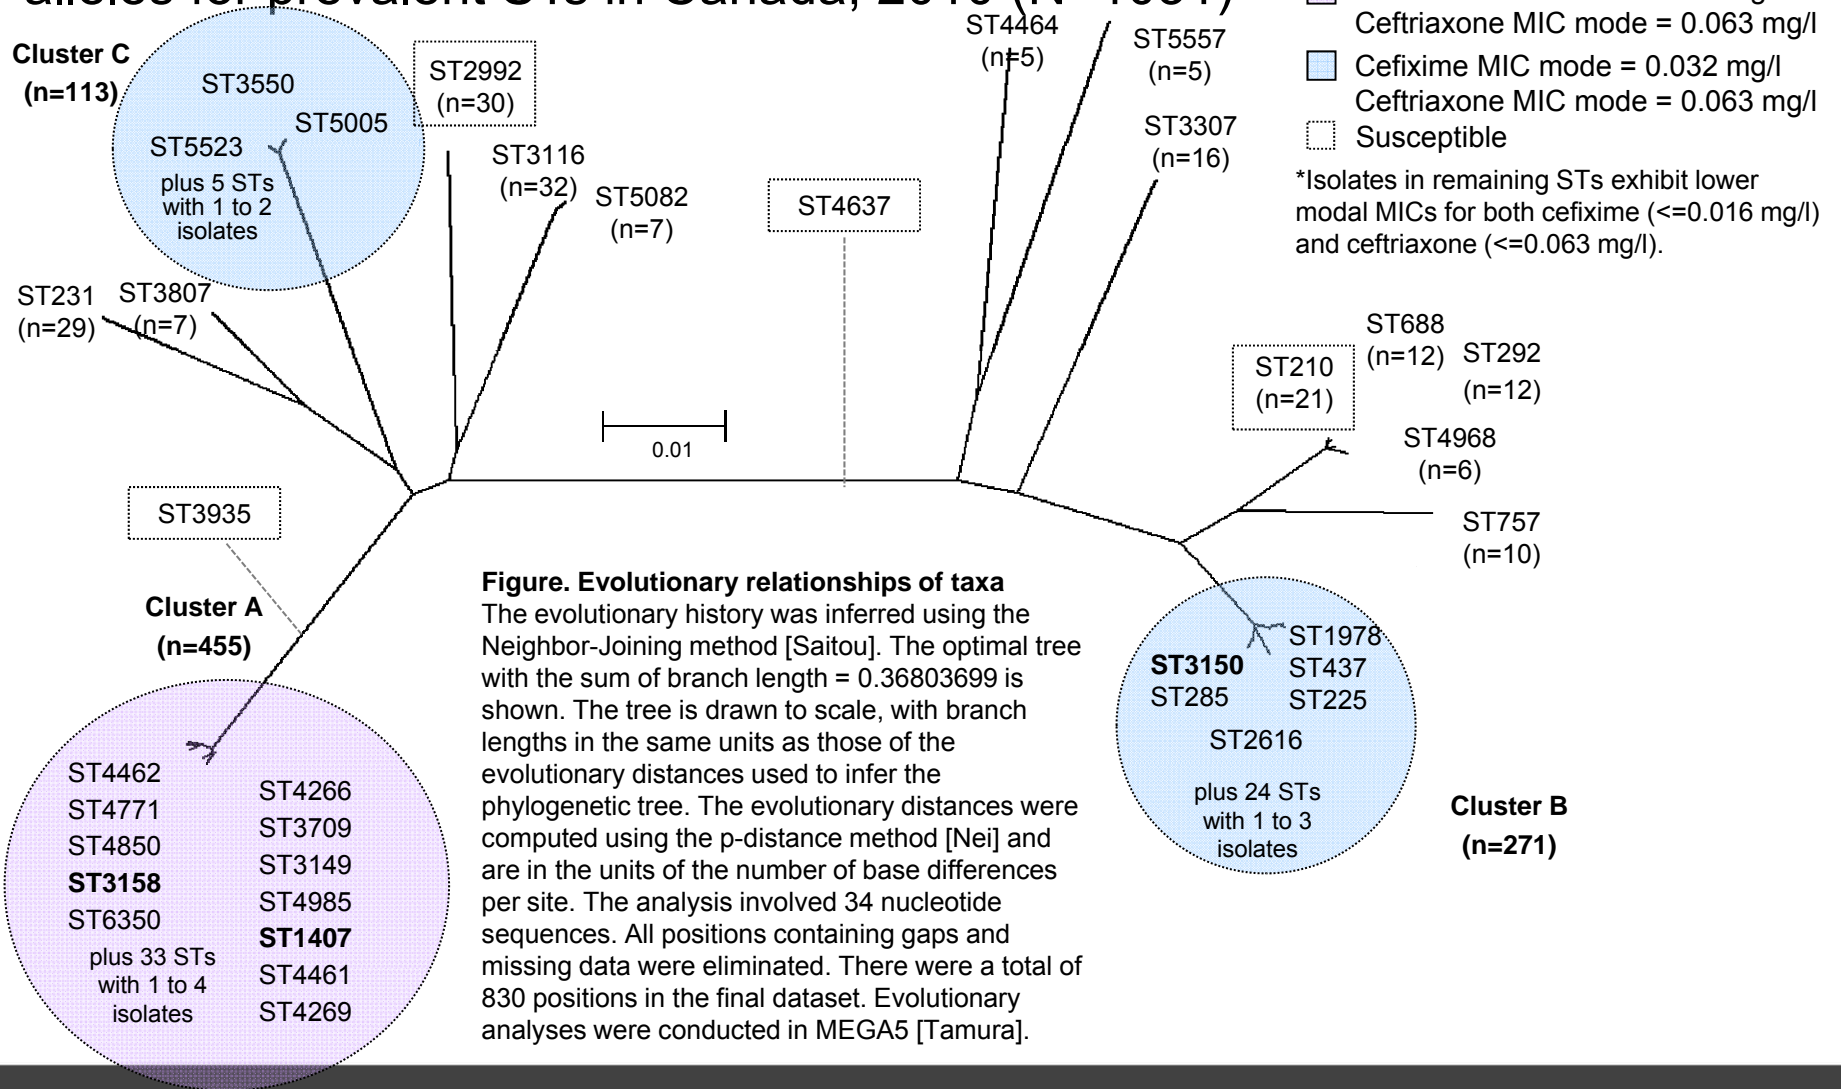 alleles for prevalent STs in Canada, 2010 (N=1081)
Ceftriaxone MIC mode = 0.063 mg/l
Cefixime MIC mode = 0.032 mg/l
Ceftriaxone MIC mode = 0.063 mg/l
Susceptible
*Isolates in remaining STs exhibit lower
modal MICs for both cefixime (<=0.016 mg/l)
and ceftriaxone (<=0.063 mg/l).
Cluster C
(n=113)
ST3550
ST5005
ST5523
plus 5 STs
with 1 to 2
isolates
ST2992
(n=30)
ST3116
(n=32)
ST5082
(n=7)
ST4637
ST4464
(n=5)
ST5557
(n=5)
ST3307
(n=16)
ST231
(n=29)
ST3807
(n=7)
0.01
ST210
(n=21)
ST688
(n=12)
ST292
(n=12)
ST4968
(n=6)
ST757
(n=10)
ST3935
Cluster A
(n=455)
ST4462
ST4771
ST4850
ST3158
ST6350
plus 33 STs
with 1 to 4
isolates
ST4266
ST3709
ST3149
ST4985
ST1407
ST4461
ST4269
Figure. Evolutionary relationships of taxa
The evolutionary history was inferred using the
Neighbor-Joining method [Saitou]. The optimal tree
with the sum of branch length = 0.36803699 is
shown. The tree is drawn to scale, with branch
lengths in the same units as those of the
evolutionary distances used to infer the
phylogenetic tree. The evolutionary distances were
computed using the p-distance method [Nei] and
are in the units of the number of base differences
per site. The analysis involved 34 nucleotide
sequences. All positions containing gaps and
missing data were eliminated. There were a total of
830 positions in the final dataset. Evolutionary
analyses were conducted in MEGA5 [Tamura].
ST3150
ST285
ST1978
ST437
ST225
ST2616
plus 24 STs
with 1 to 3
isolates
Cluster B
(n=271)